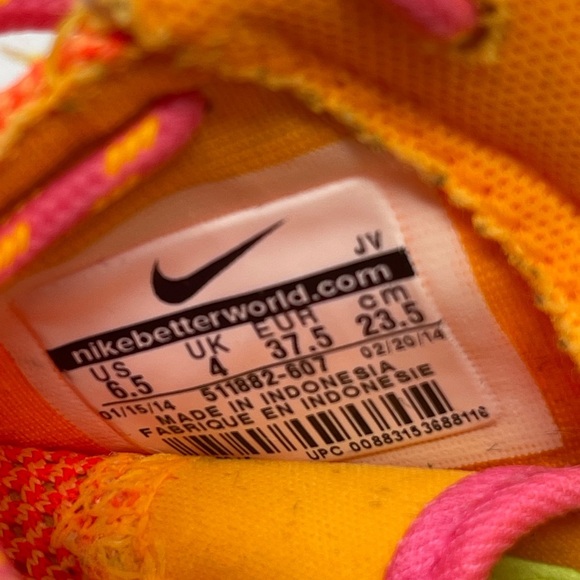 JV
nikebetterworld.com
US UK EUR cm
6.5 4 37.5 23.5
511882-607
01/15/14 02/20/14
MADE IN INDONESIA
FABRIQUE EN INDONESIE
UPC 00883153688116